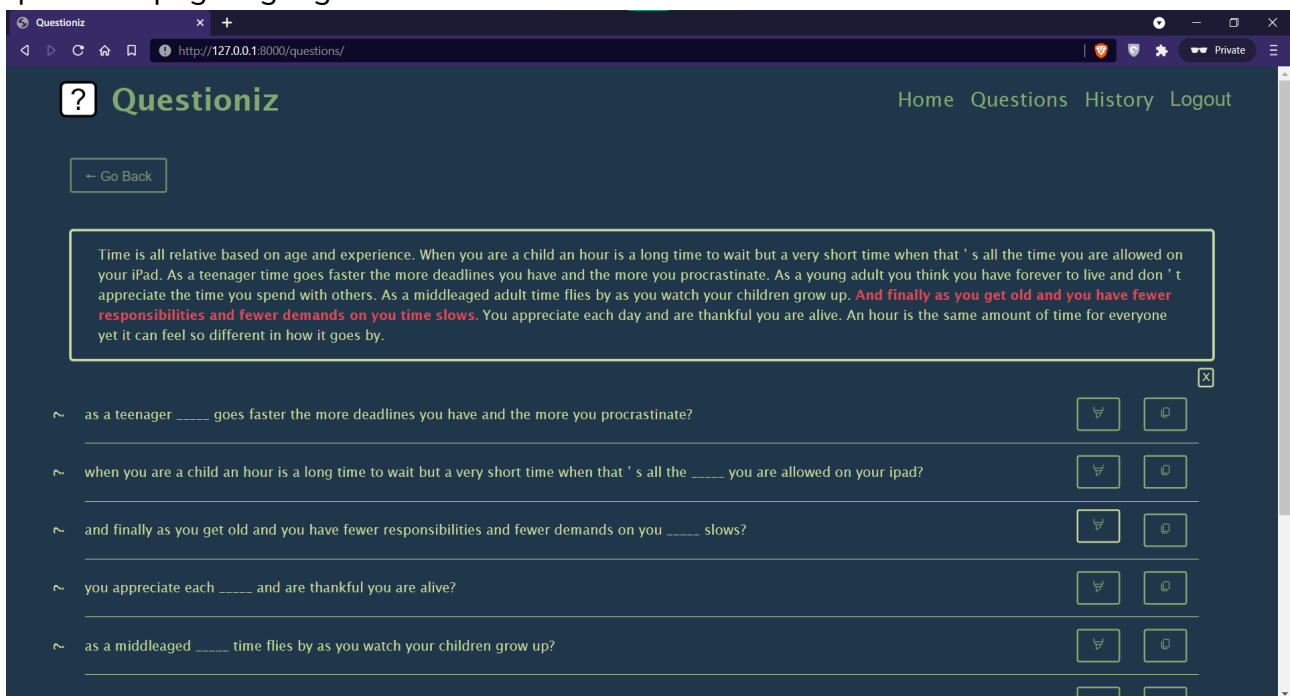 Questioniz
http://127.0.0.1:8000/questions/
Private
? Questioniz
Home Questions History Logout
← Go Back
Time is all relative based on age and experience. When you are a child an hour is a long time to wait but a very short time when that ’ s all the time you are allowed on
your iPad. As a teenager time goes faster the more deadlines you have and the more you procrastinate. As a young adult you think you have forever to live and don ’ t
appreciate the time you spend with others. As a middleaged adult time flies by as you watch your children grow up. And finally as you get old and you have fewer
responsibilities and fewer demands on you time slows. You appreciate each day and are thankful you are alive. An hour is the same amount of time for everyone
yet it can feel so different in how it goes by.
X
? as a teenager _____ goes faster the more deadlines you have and the more you procrastinate?
? when you are a child an hour is a long time to wait but a very short time when that ’ s all the _____ you are allowed on your ipad?
? and finally as you get old and you have fewer responsibilities and fewer demands on you _____ slows?
? you appreciate each _____ and are thankful you are alive?
? as a middleaged _____ time flies by as you watch your children grow up?